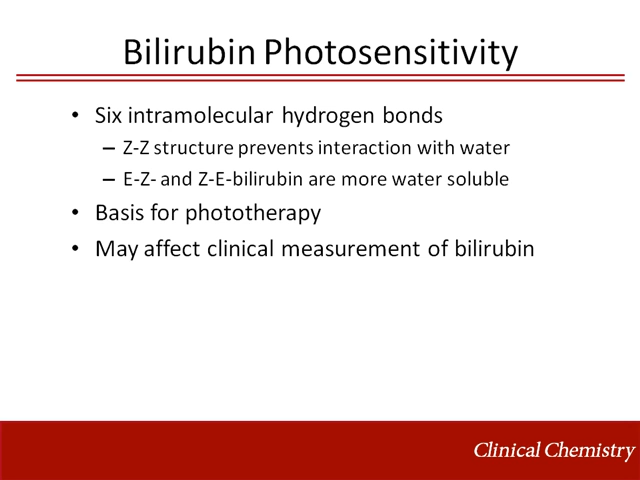 Bilirubin Photosensitivity
• Six intramolecular hydrogen bonds
– Z-Z structure prevents interaction with water
– E-Z- and Z-E-bilirubin are more water soluble
• Basis for phototherapy
• May affect clinical measurement of bilirubin
Clinical Chemistry